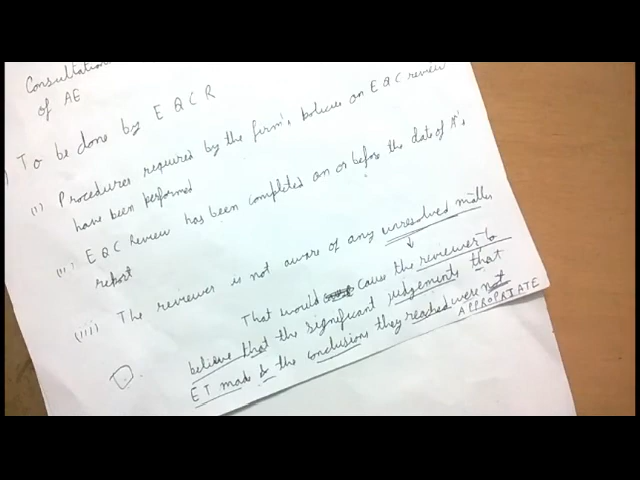 Consultation
of AE
To be done by EQCR
(i) Procedures required by the firm's policies on EQC review
have been performed
(ii) EQC Review has been completed on or before the date of A's
report
(iii) The reviewer is not aware of any unresolved matter
That would cause the reviewer to
believe that the significant judgements that
ET made & the conclusions they reached were not
APPROPRIATE